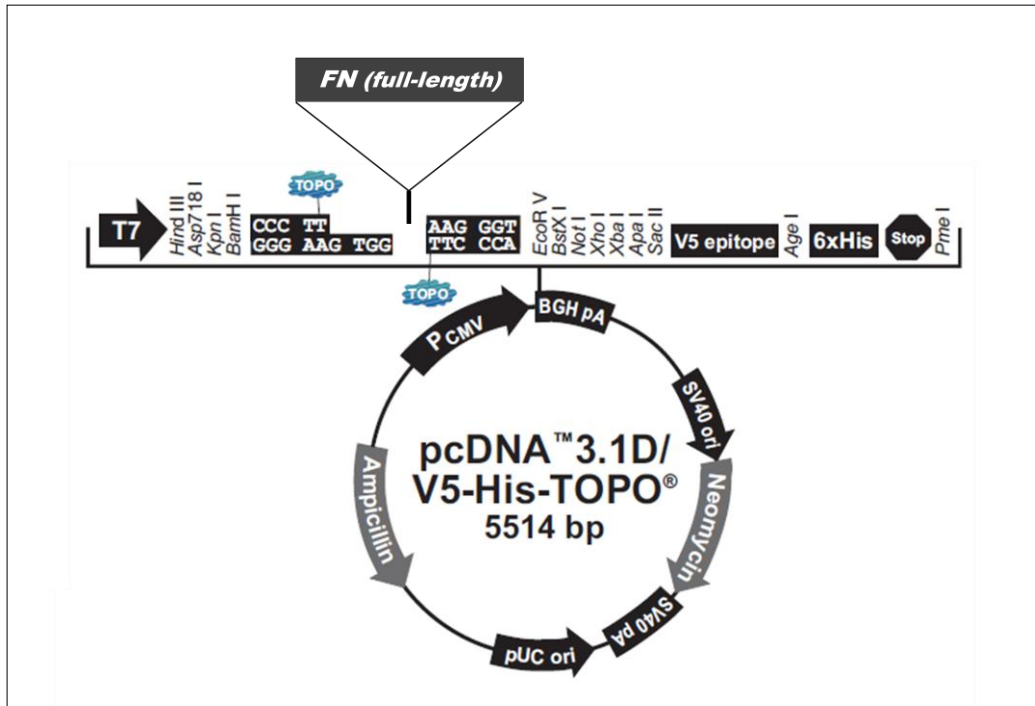 FN (full-length)
TOPO
T7
Hind III
Asp718 I
Kpn I
BamH I
CCC TT
GGG AAG TGG
AAG GGT
TTC CCA
EcoR V
BstX I
Not I
Xho I
Xba I
Apa I
Sac II
V5 epitope
Age I
6xHis
Stop
Pme I
TOPO
PCMV
BGH pA
SV40 ori
Neomycin
SV40 pA
pUC ori
Ampicillin
pcDNA™3.1D/
V5-His-TOPO®
5514 bp